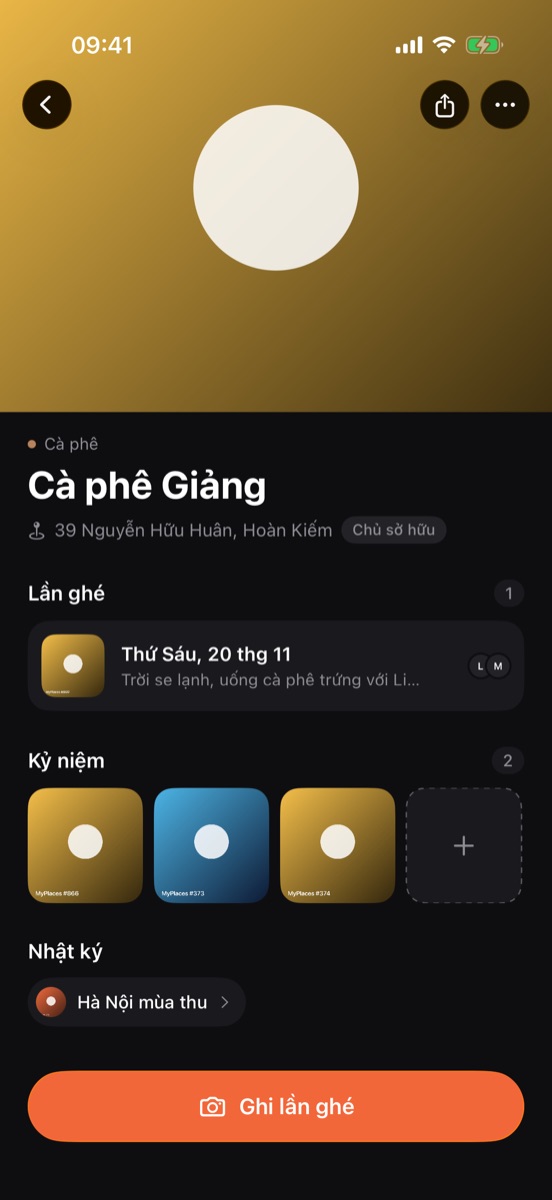 09:41
Cà phê
Cà phê Giảng
39 Nguyễn Hữu Huân, Hoàn Kiếm
Chủ sở hữu
Lần ghé
1
Thứ Sáu, 20 thg 11
Trời se lạnh, uống cà phê trứng với Li...
L M
Kỷ niệm
2
MyPlaces #866
MyPlaces #373
MyPlaces #374
+
Nhật ký
Hà Nội mùa thu
Ghi lần ghé